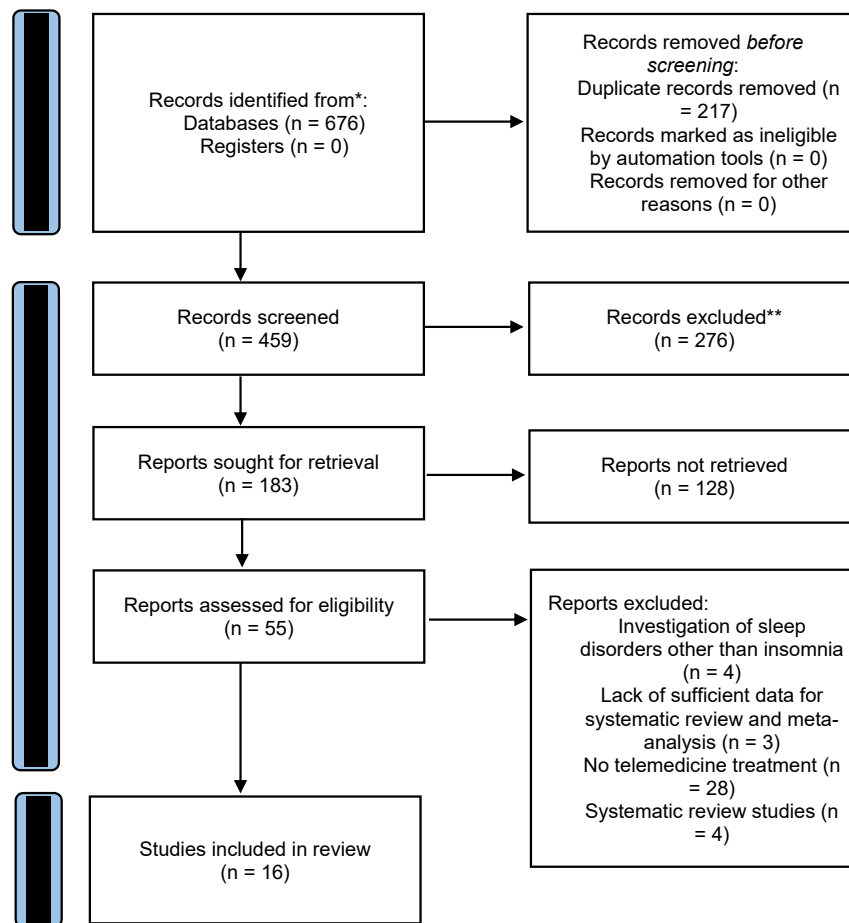 Records identified from*:
Databases (n = 676)
Registers (n = 0)
Records removed before
screening:
Duplicate records removed (n
= 217)
Records marked as ineligible
by automation tools (n = 0)
Records removed for other
reasons (n = 0)
Records screened
(n = 459)
Records excluded**
(n = 276)
Reports sought for retrieval
(n = 183)
Reports not retrieved
(n = 128)
Reports assessed for eligibility
(n = 55)
Reports excluded:
Investigation of sleep
disorders other than insomnia
(n = 4)
Lack of sufficient data for
systematic review and meta-
analysis (n = 3)
No telemedicine treatment (n
= 28)
Systematic review studies (n
= 4)
Studies included in review
(n = 16)